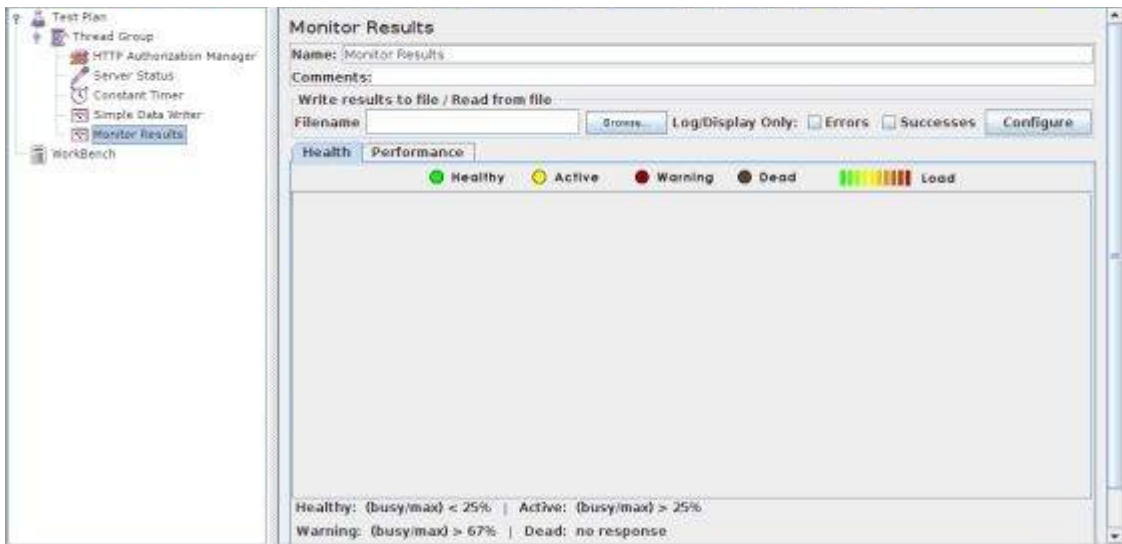 Test Plan
Thread Group
HTTP Authorization Manager
Server Status
Constant Timer
Simple Data Writer
Monitor Results
WorkBench
Monitor Results
Name: Monitor Results
Comments:
Write results to file / Read from file
Filename Browse... Log/Display Only: Errors Successes Configure
Health Performance
Healthy Active Warning Dead Load
Healthy: (busy/max) < 25% | Active: (busy/max) > 25%
Warning: (busy/max) > 67% | Dead: no response